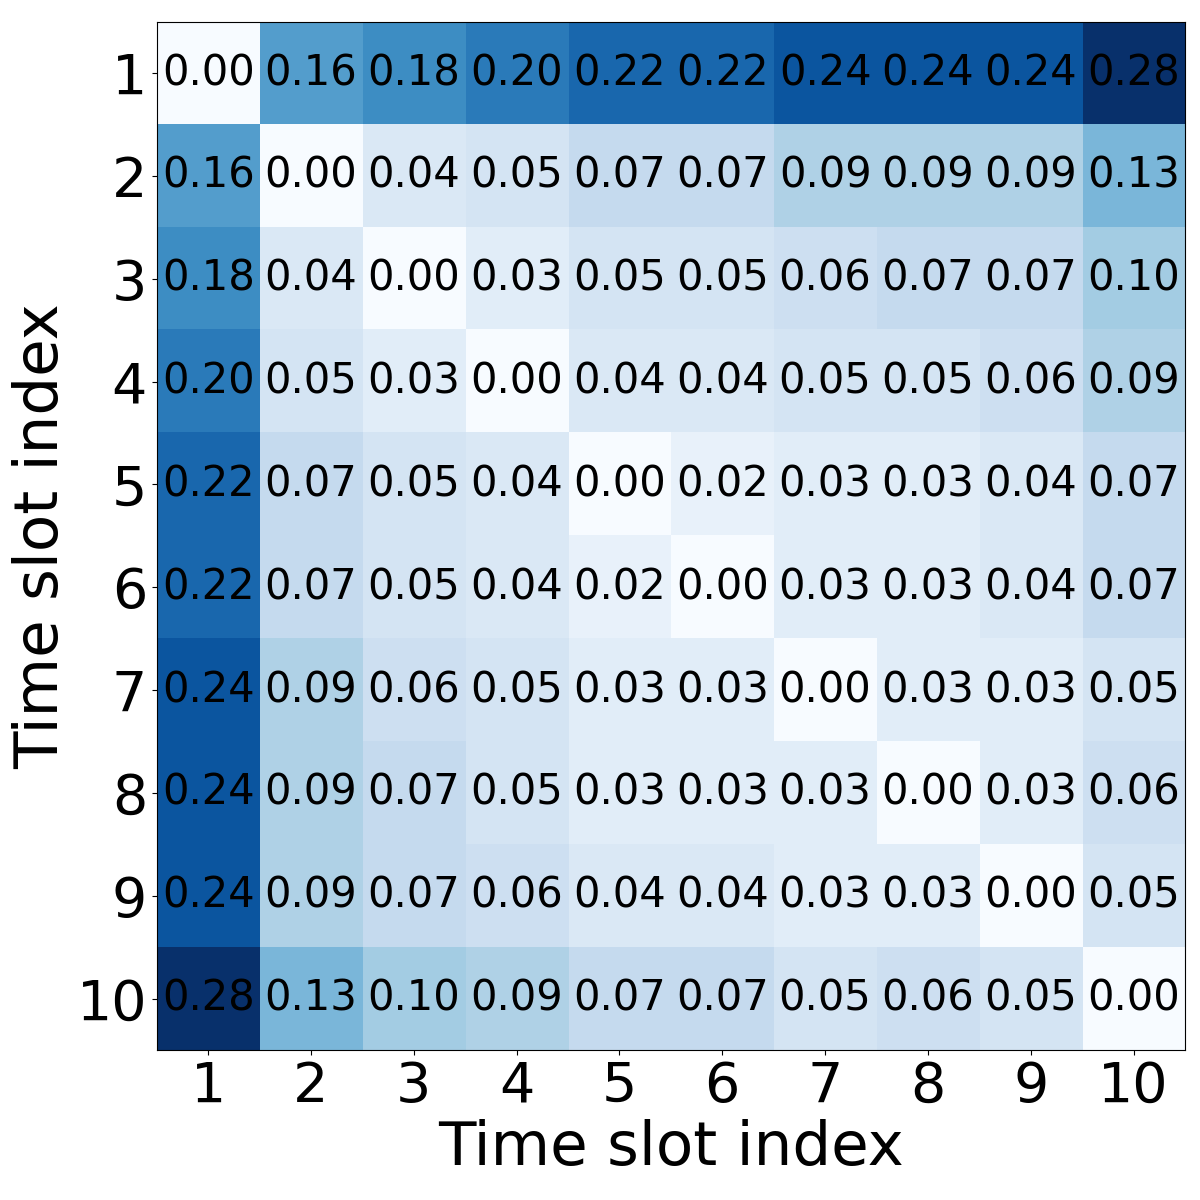 1 0.00 0.16 0.18 0.20 0.22 0.22 0.24 0.24 0.24 0.28
2 0.16 0.00 0.04 0.05 0.07 0.07 0.09 0.09 0.09 0.13
3 0.18 0.04 0.00 0.03 0.05 0.05 0.06 0.07 0.07 0.10
4 0.20 0.05 0.03 0.00 0.04 0.04 0.05 0.05 0.06 0.09
5 0.22 0.07 0.05 0.04 0.00 0.02 0.03 0.03 0.04 0.07
6 0.22 0.07 0.05 0.04 0.02 0.00 0.03 0.03 0.04 0.07
7 0.24 0.09 0.06 0.05 0.03 0.03 0.00 0.03 0.03 0.05
8 0.24 0.09 0.07 0.05 0.03 0.03 0.03 0.00 0.03 0.06
9 0.24 0.09 0.07 0.06 0.04 0.04 0.03 0.03 0.00 0.05
10 0.28 0.13 0.10 0.09 0.07 0.07 0.05 0.06 0.05 0.00
1 2 3 4 5 6 7 8 9 10
Time slot index
Time slot index